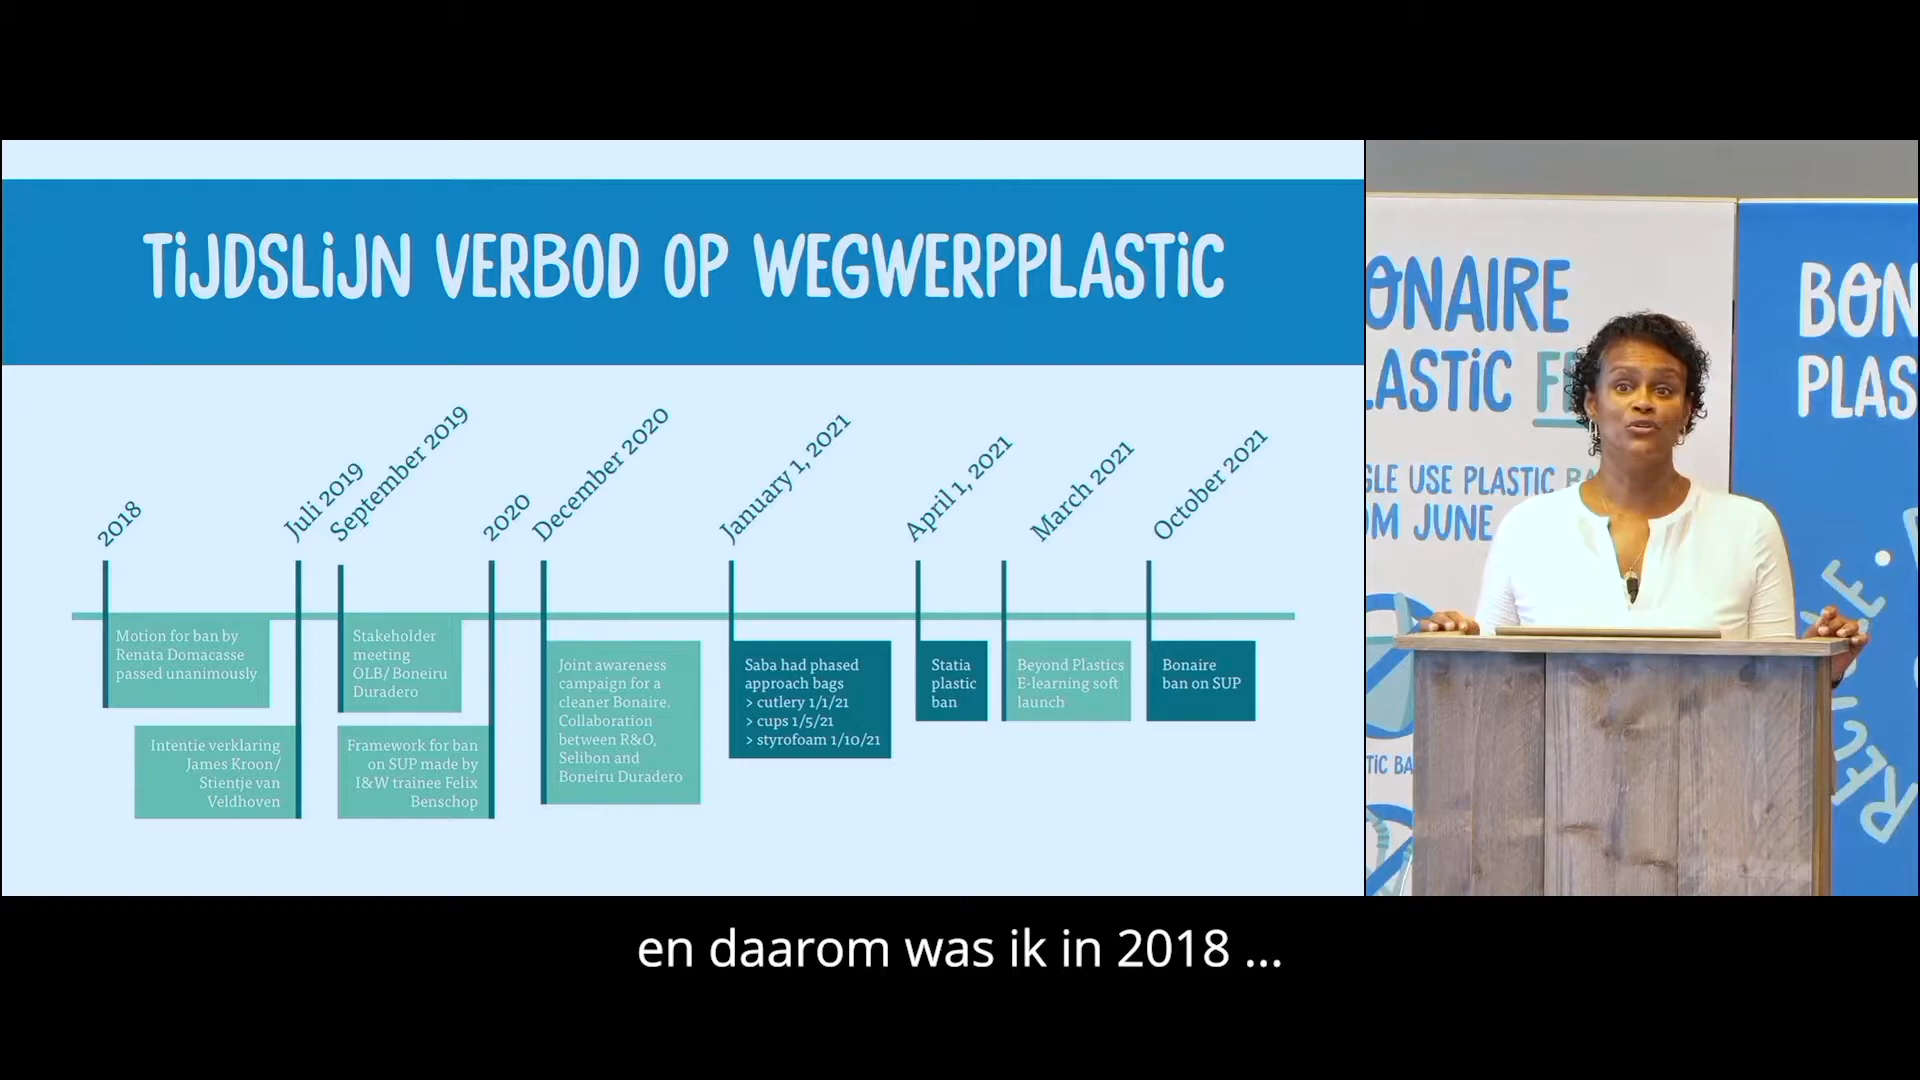 TiJDSLiJN VERBOD OP WEGWERPPLASTiC
2018
Juli 2019
September 2019
2020
December 2020
January 1, 2021
April 1, 2021
March 2021
October 2021
Motion for ban by
Renata Domacasse
passed unanimously
Intentie verklaring
James Kroon/
Stientje van
Veldhoven
Stakeholder
meeting
OLB/ Boneiru
Duradero
Framework for ban
on SUP made by
I&W trainee Felix
Benschop
Joint awareness
campaign for a
cleaner Bonaire.
Collaboration
between R&O,
Selibon and
Boneiru Duradero
Saba had phased
approach bags
> cutlery 1/1/21
> cups 1/5/21
> styrofoam 1/10/21
Statia
plastic
ban
Beyond Plastics
E-learning soft
launch
Bonaire
ban on SUP
ONAIRE
LASTiC F
GLE USE PLASTIC BA
OM JUNE
TiC BA
BON
PLAS
RECYCLE.
en daarom was ik in 2018 ...